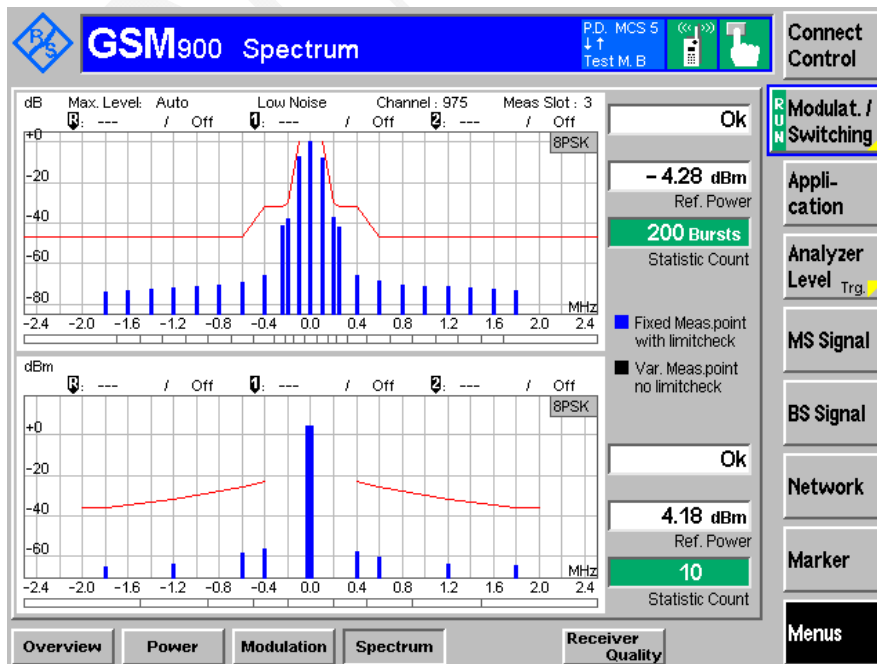 R&S
GSM900 Spectrum
P.D. MCS 5
Test M. B
Connect Control
dB Max. Level: Auto Low Noise Channel : 975 Meas Slot : 3
R: --- / Off 1: --- / Off 2: --- / Off
8PSK
+0
-20
-40
-60
-80
MHz
-2.4 -2.0 -1.6 -1.2 -0.8 -0.4 0.0 0.4 0.8 1.2 1.6 2.0 2.4
Ok
– 4.28 dBm
Ref. Power
200 Bursts
Statistic Count
Fixed Meas.point
with limitcheck
Var. Meas.point
no limitcheck
dBm
R: --- / Off 1: --- / Off 2: --- / Off
8PSK
+0
-20
-40
-60
MHz
-2.4 -2.0 -1.6 -1.2 -0.8 -0.4 0.0 0.4 0.8 1.2 1.6 2.0 2.4
Ok
4.18 dBm
Ref. Power
10
Statistic Count
RUN
Modulat. /
Switching
Appli-
cation
Analyzer
Level Trg.
MS Signal
BS Signal
Network
Marker
Menus
Overview Power Modulation Spectrum Receiver
Quality